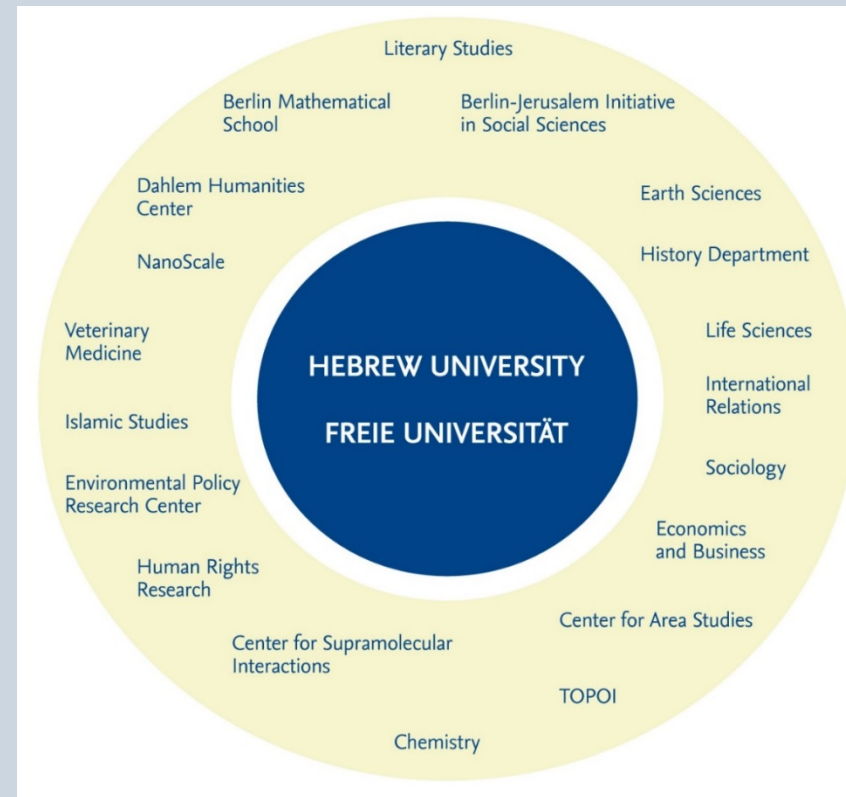 Literary Studies
Berlin Mathematical
School
Berlin-Jerusalem Initiative
in Social Sciences
Dahlem Humanities
Center
Earth Sciences
NanoScale
History Department
Veterinary
Medicine
Life Sciences
HEBREW UNIVERSITY
FREIE UNIVERSITÄT
International
Relations
Islamic Studies
Sociology
Environmental Policy
Research Center
Economics
and Business
Human Rights
Research
Center for Area Studies
Center for Supramolecular
Interactions
TOPOI
Chemistry